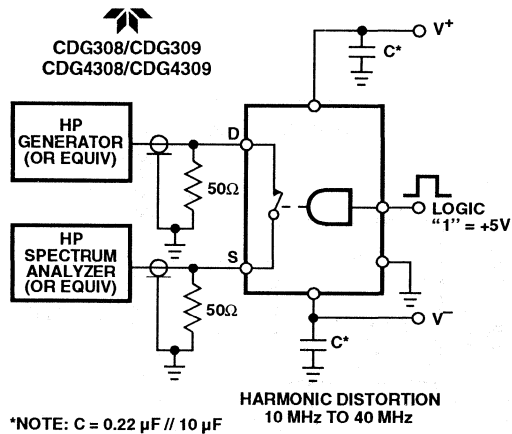 CDG308/CDG309
CDG4308/CDG4309
V+
C*
HP
GENERATOR
(OR EQUIV)
D
50Ω
LOGIC
"1" = +5V
HP
SPECTRUM
ANALYZER
(OR EQUIV)
S
50Ω
V−
C*
HARMONIC DISTORTION
10 MHz TO 40 MHz
*NOTE: C = 0.22 µF // 10 µF